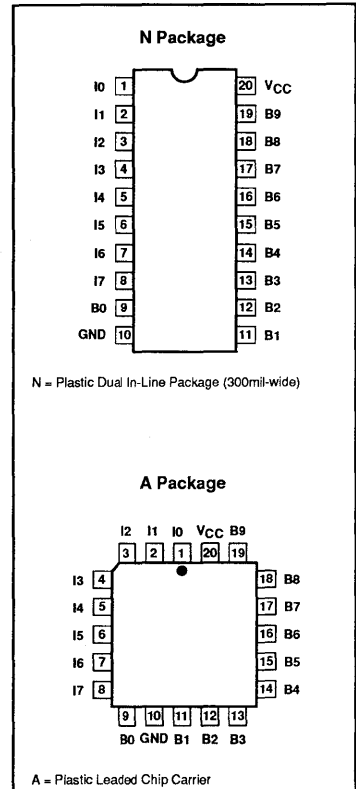 N Package
I0 1 20 VCC
I1 2 19 B9
I2 3 18 B8
I3 4 17 B7
I4 5 16 B6
I5 6 15 B5
I6 7 14 B4
I7 8 13 B3
B0 9 12 B2
GND 10 11 B1
N = Plastic Dual In-Line Package (300mil-wide)
A Package
I2 I1 I0 VCC B9
3 2 1 20 19
I3 4 18 B8
I4 5 17 B7
I5 6 16 B6
I6 7 15 B5
I7 8 14 B4
9 10 11 12 13
B0 GND B1 B2 B3
A = Plastic Leaded Chip Carrier